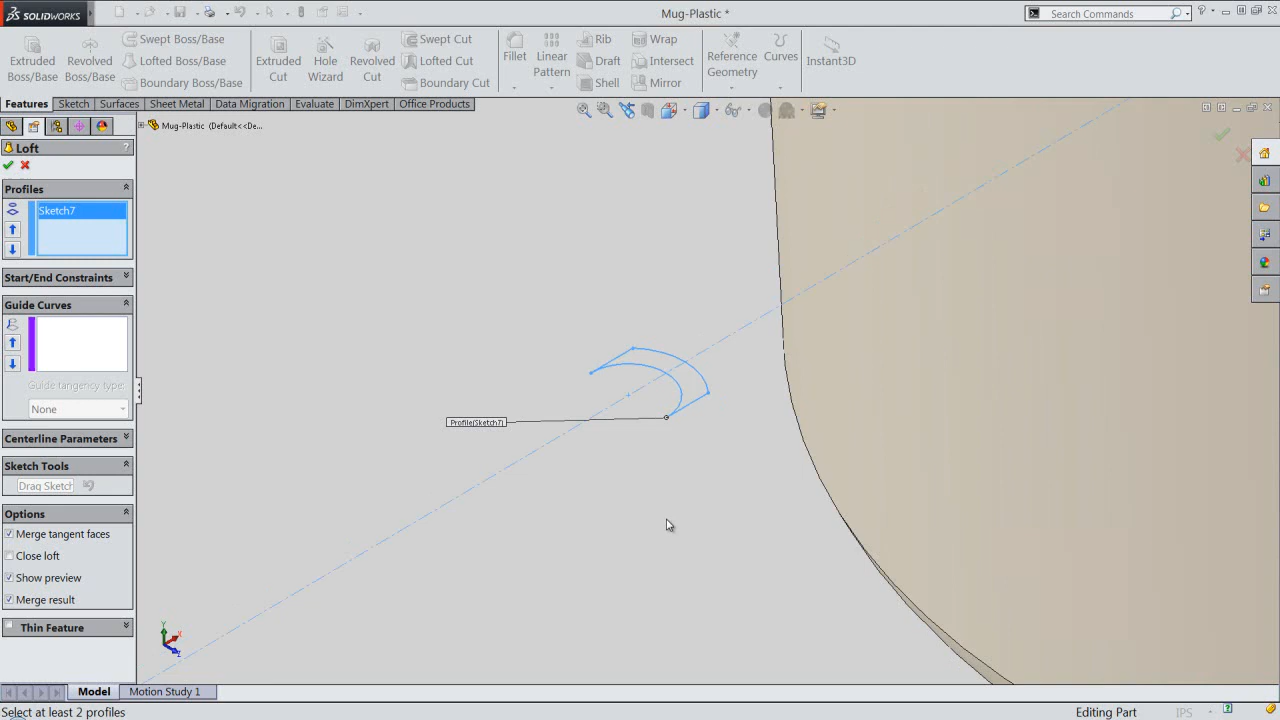 SOLIDWORKS
Mug-Plastic *
Search Commands
?
Extruded Boss/Base
Revolved Boss/Base
Swept Boss/Base
Lofted Boss/Base
Boundary Boss/Base
Extruded Cut
Hole Wizard
Revolved Cut
Swept Cut
Lofted Cut
Boundary Cut
Fillet
Linear Pattern
Rib
Draft
Shell
Wrap
Intersect
Mirror
Reference Geometry
Curves
Instant3D
Features
Sketch
Surfaces
Sheet Metal
Data Migration
Evaluate
DimXpert
Office Products
Mug-Plastic (Default<<De...
Loft
?
Profiles
Sketch7
Start/End Constraints
Guide Curves
Guide tangency type:
None
Centerline Parameters
Sketch Tools
Drag Sketch
Options
Merge tangent faces
Close loft
Show preview
Merge result
Thin Feature
Profile(Sketch7)
Y
X
Z
Model
Motion Study 1
Select at least 2 profiles
Editing Part
IPS
?